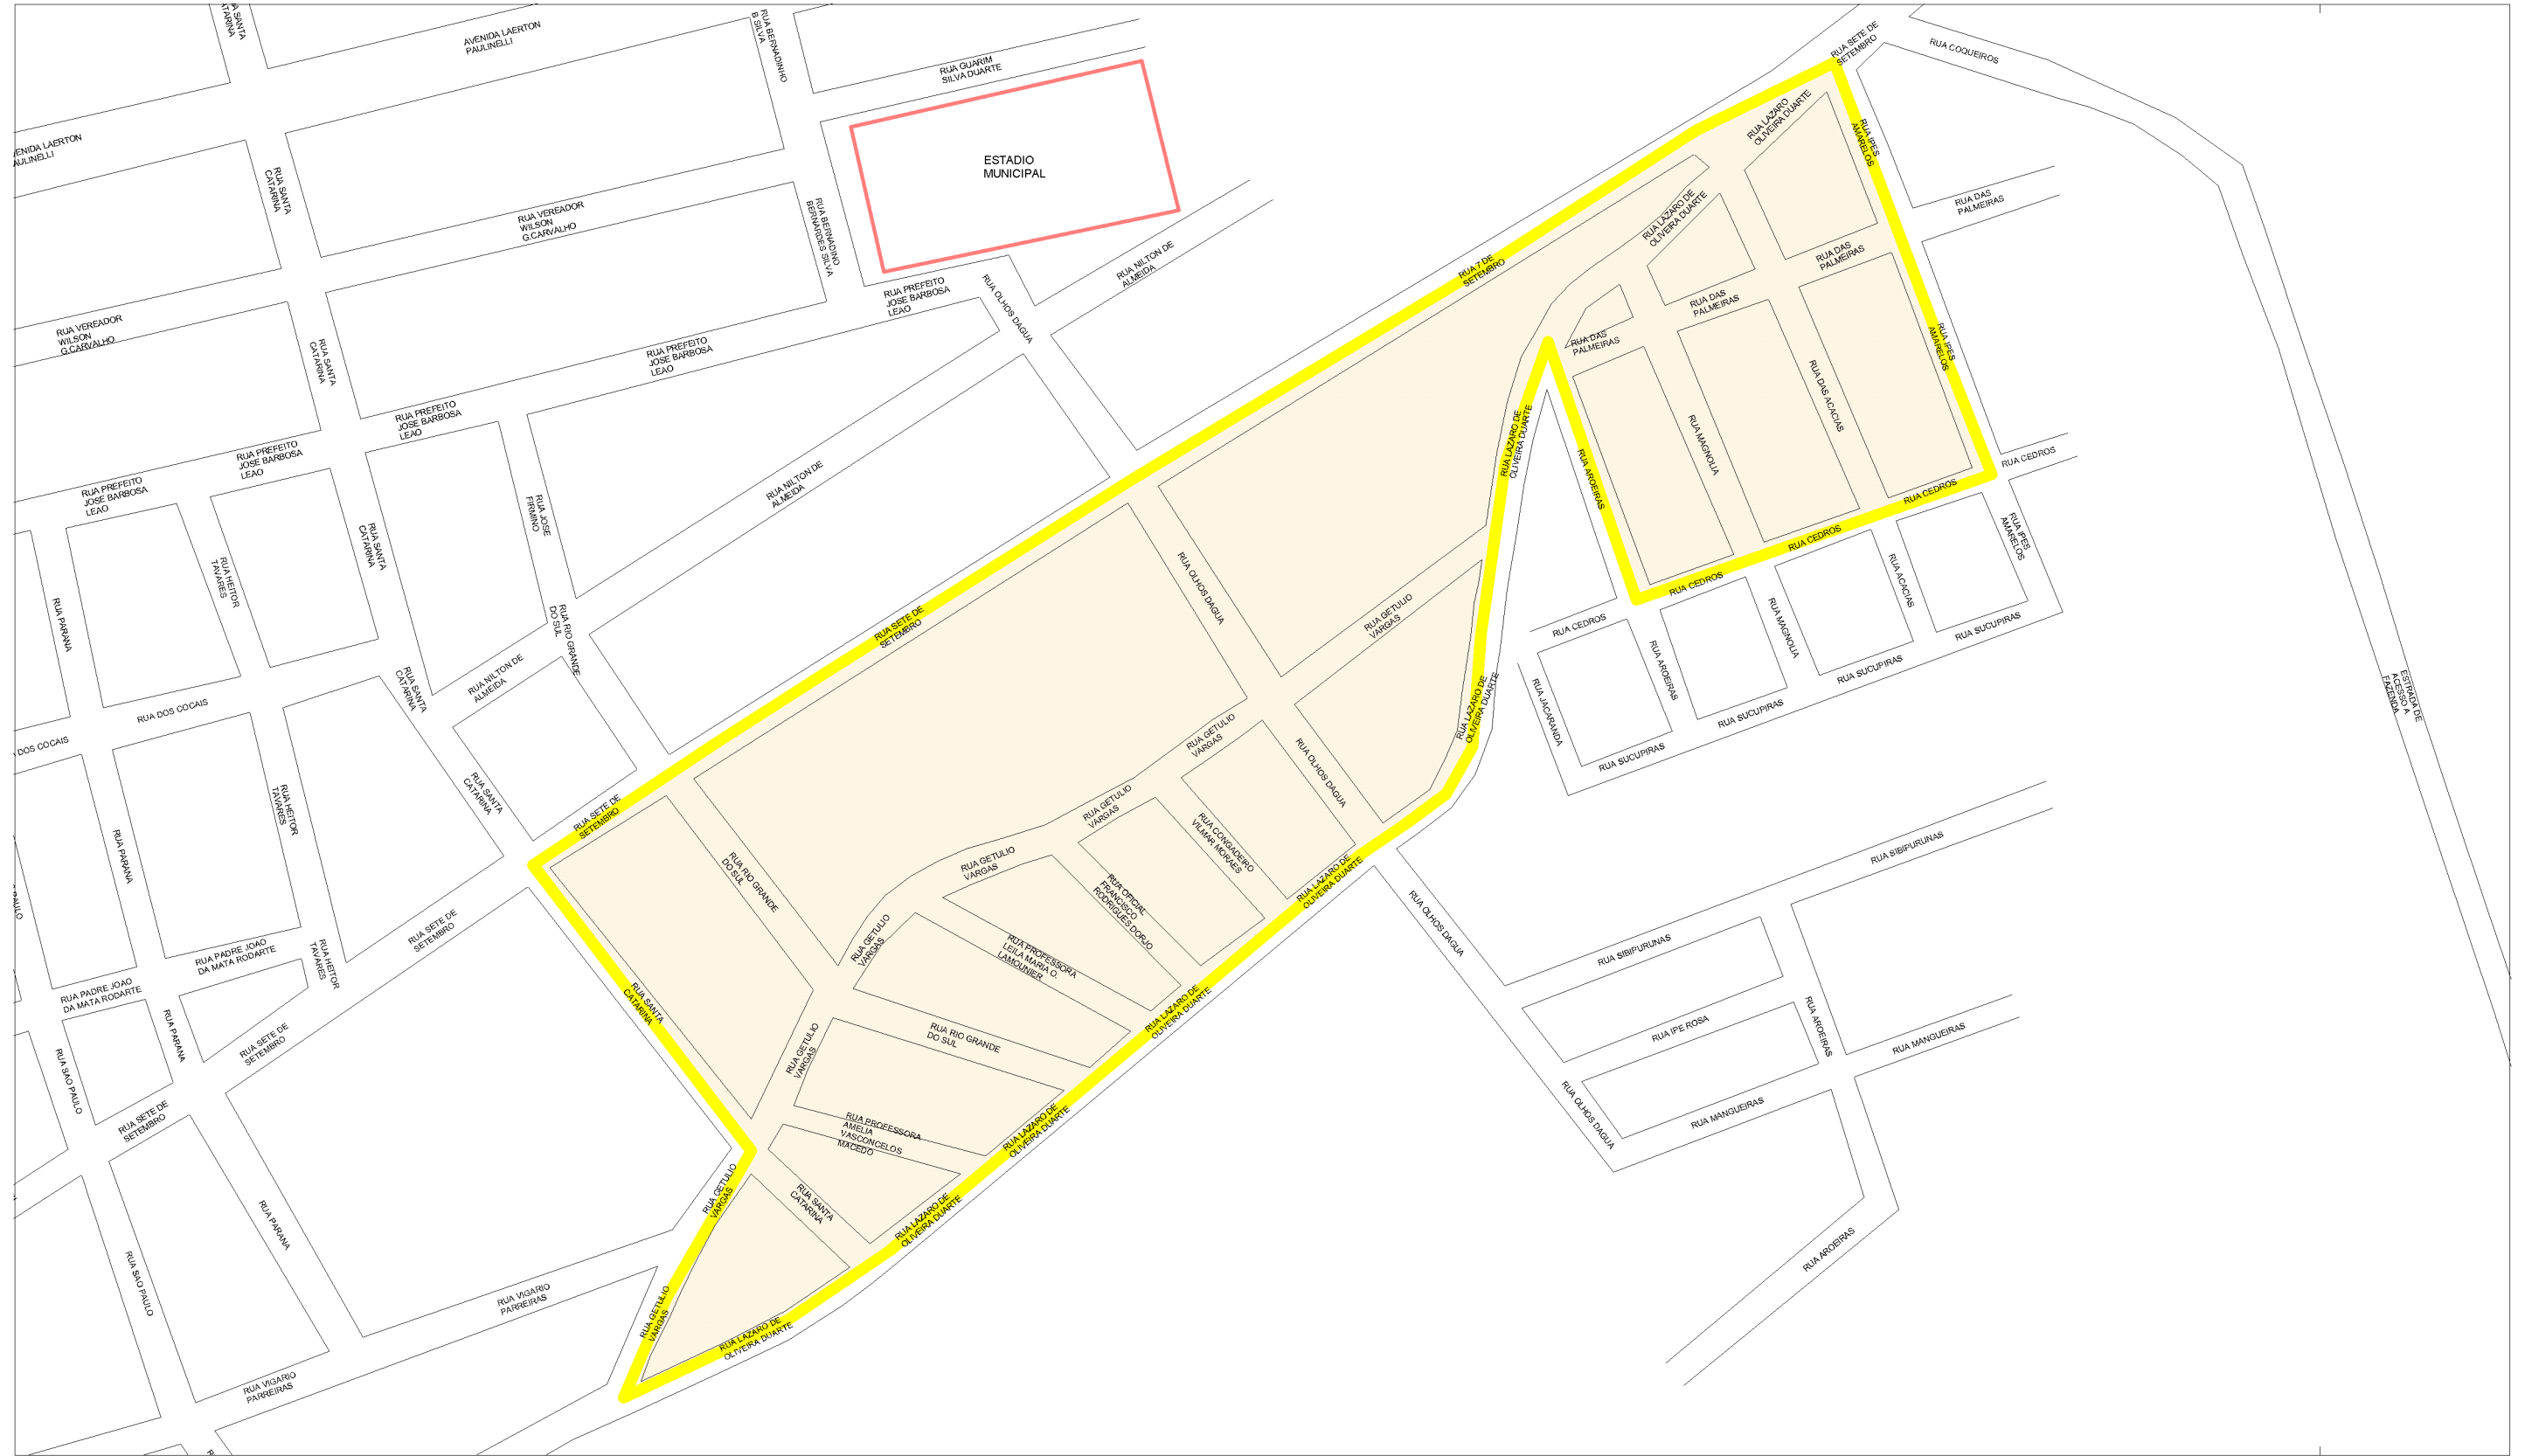 RUA SANTA
CATARINA
AVENIDA LAERTON
PAULINELLI
RUA BERNADINHO
B SILVA
RUA GUARIM
SILVA DUARTE
RUA SETE DE
SETEMBRO
RUA COQUEIROS
ESTADIO
MUNICIPAL
RUA LAZARO
OLIVEIRA DUARTE
RUA IPES
AMARELOS
VENIDA LAERTON
AULINELLI
RUA SANTA
CATARINA
RUA VEREADOR
WILSON
G.CARVALHO
RUA BERNADINO
BERNARDES SILVA
RUA DAS
PALMEIRAS
RUA LAZARO DE
OLIVEIRA DUARTE
RUA DAS
PALMEIRAS
RUA NILTON DE
ALMEIDA
RUA 7 DE
SETEMBRO
RUA PREFEITO
JOSE BARBOSA
LEAO
RUA OLHOS DAGUA
RUA DAS
PALMEIRAS
RUA VEREADOR
WILSON
G.CARVALHO
RUA SANTA
CATARINA
RUA PREFEITO
JOSE BARBOSA
LEAO
RUA DAS
PALMEIRAS
RUA IPES
AMARELOS
RUA DAS ACACIAS
RUA MAGNOLIA
RUA PREFEITO
JOSE BARBOSA
LEAO
RUA LAZARO DE
OLIVEIRA DUARTE
RUA AROEIRAS
RUA CEDROS
RUA PREFEITO
JOSE BARBOSA
LEAO
RUA NILTON DE
ALMEIDA
RUA PREFEITO
JOSE BARBOSA
LEAO
RUA CEDROS
RUA JOSE
FIRMINO
RUA SANTA
CATARINA
RUA CEDROS
RUA IPES
AMARELOS
RUA HEITOR
TAVARES
RUA OLHOS DAGUA
RUA ACACIAS
RUA CEDROS
RUA PARANA
RUA RIO GRANDE
DO SUL
RUA SETE DE
SETEMBRO
RUA GETULIO
VARGAS
RUA CEDROS
RUA MAGNOLIA
RUA SUCUPIRAS
RUA NILTON DE
ALMEIDA
RUA SANTA
CATARINA
RUA AROEIRAS
RUA SUCUPIRAS
RUA DOS COCAIS
RUA LAZARO DE
OLIVEIRA DUARTE
RUA JACARANDA
RUA SUCUPIRAS
ESTRADA DE
ACESSO A
FAZENDA
DOS COCAIS
RUA GETULIO
VARGAS
RUA OLHOS DAGUA
RUA SUCUPIRAS
RUA SANTA
CATARINA
RUA HEITOR
TAVARES
RUA SETE DE
SETEMBRO
RUA GETULIO
VARGAS
RUA PARANA
RUA CONGADEIRO
VILMAR MORAES
RUA SIBIPURUNAS
RUA GETULIO
VARGAS
RUA RIO GRANDE
DO SUL
RUA LAZARO DE
OLIVEIRA DUARTE
RUA OFICIAL
FRANCISCO
RODRIGUES DORJO
PAULO
RUA SETE DE
SETEMBRO
RUA GETULIO
VARGAS
RUA OLHOS DAGUA
RUA SIBIPURUNAS
RUA PADRE JOAO
DA MATA RODARTE
RUA HEITOR
TAVARES
RUA PROFESSORA
LEILA MARIA O.
LAMOUNIER
RUA PADRE JOAO
DA MATA RODARTE
RUA SANTA
CATARINA
RUA LAZARO DE
OLIVEIRA DUARTE
RUA IPE ROSA
RUA AROEIRAS
RUA MANGUEIRAS
RUA PARANA
RUA SETE DE
SETEMBRO
RUA GETULIO
VARGAS
RUA RIO GRANDE
DO SUL
RUA SAO PAULO
RUA SETE DE
SETEMBRO
RUA PROFESSORA
AMELIA
VASCONCELOS
MACEDO
RUA LAZARO DE
OLIVEIRA DUARTE
RUA OLHOS DAGUA
RUA MANGUEIRAS
RUA GETULIO
VARGAS
RUA SANTA
CATARINA
RUA LAZARO DE
OLIVEIRA DUARTE
RUA PARANA
RUA AROEIRAS
RUA SAO PAULO
RUA VIGARIO
PARREIRAS
RUA GETULIO
VARGAS
RUA LAZARO DE
OLIVEIRA DUARTE
RUA VIGARIO
PARREIRAS